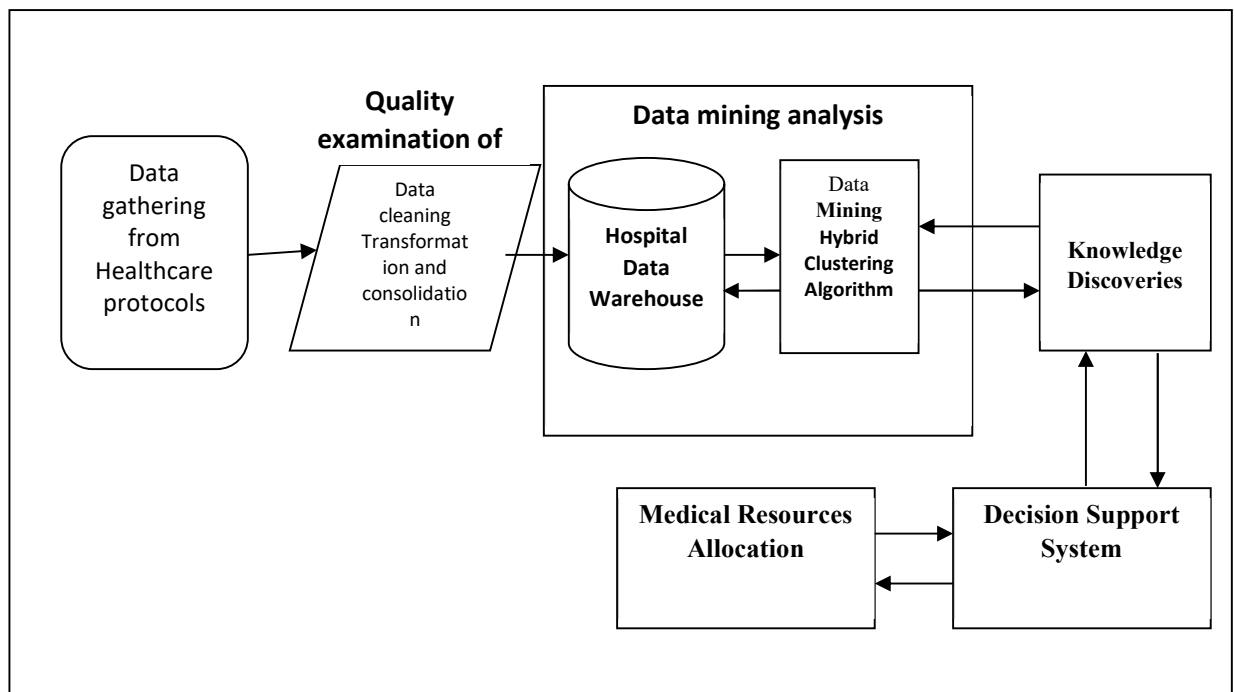 Quality
examination of
Data mining analysis
Data
gathering
from
Healthcare
protocols
Data
cleaning
Transformat
ion and
consolidatio
n
Hospital
Data
Warehouse
Data
Mining
Hybrid
Clustering
Algorithm
Knowledge
Discoveries
Medical Resources
Allocation
Decision Support
System